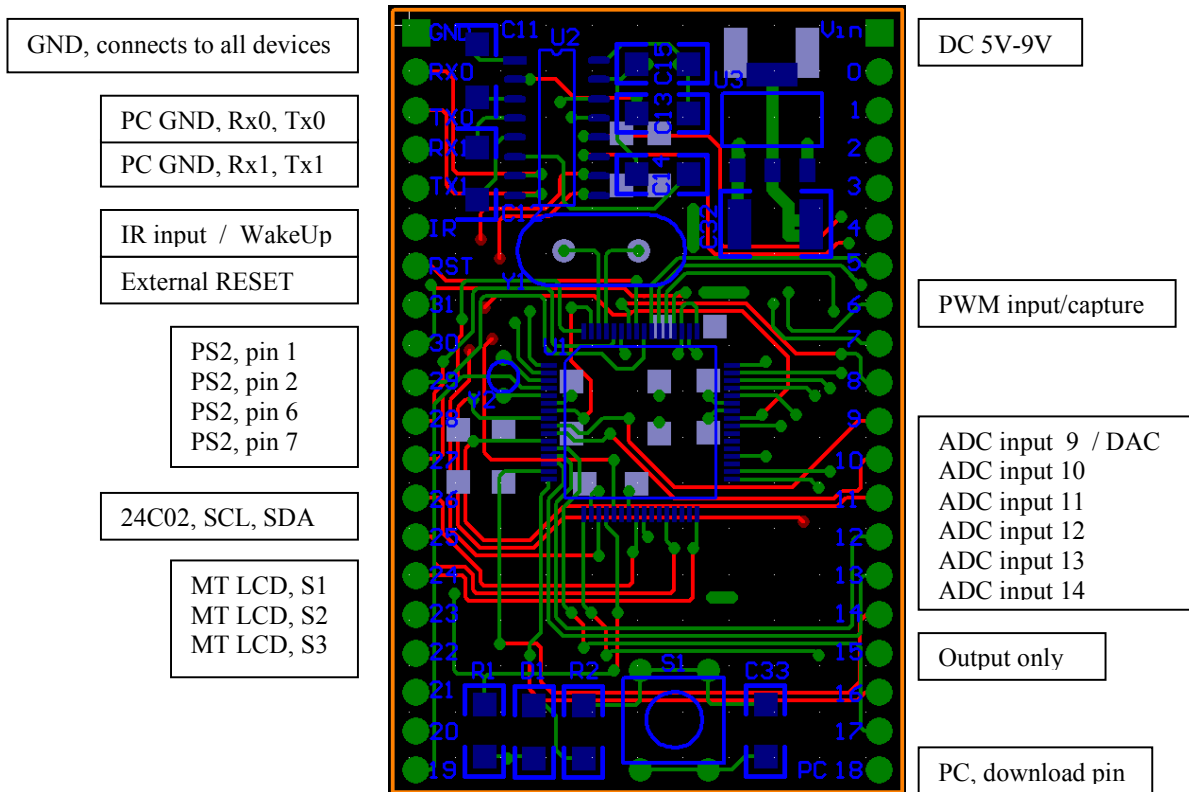 GND, connects to all devices
PC GND, Rx0, Tx0
PC GND, Rx1, Tx1
IR input / WakeUp
External RESET
PS2, pin 1
PS2, pin 2
PS2, pin 6
PS2, pin 7
24C02, SCL, SDA
MT LCD, S1
MT LCD, S2
MT LCD, S3
GND
RX0
TX0
RX1
TX1
IR
RST
31
30
29
28
27
26
25
24
23
22
21
20
19
C11
U2
C15
C13
C14
U3
Y1
U1
Y2
R1
D1
R2
S1
C33
Vin
0
1
2
3
4
5
6
7
8
9
10
11
12
13
14
15
16
17
PC 18
DC 5V-9V
PWM input/capture
ADC input 9 / DAC
ADC input 10
ADC input 11
ADC input 12
ADC input 13
ADC input 14
Output only
PC, download pin